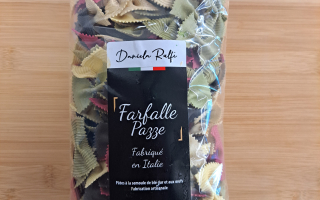 Daniela Ralfi
Farfalle
Pazze
Fabriqué
en Italie
Pâtes à la semoule de blé dur et aux œufs
Fabrication artisanale